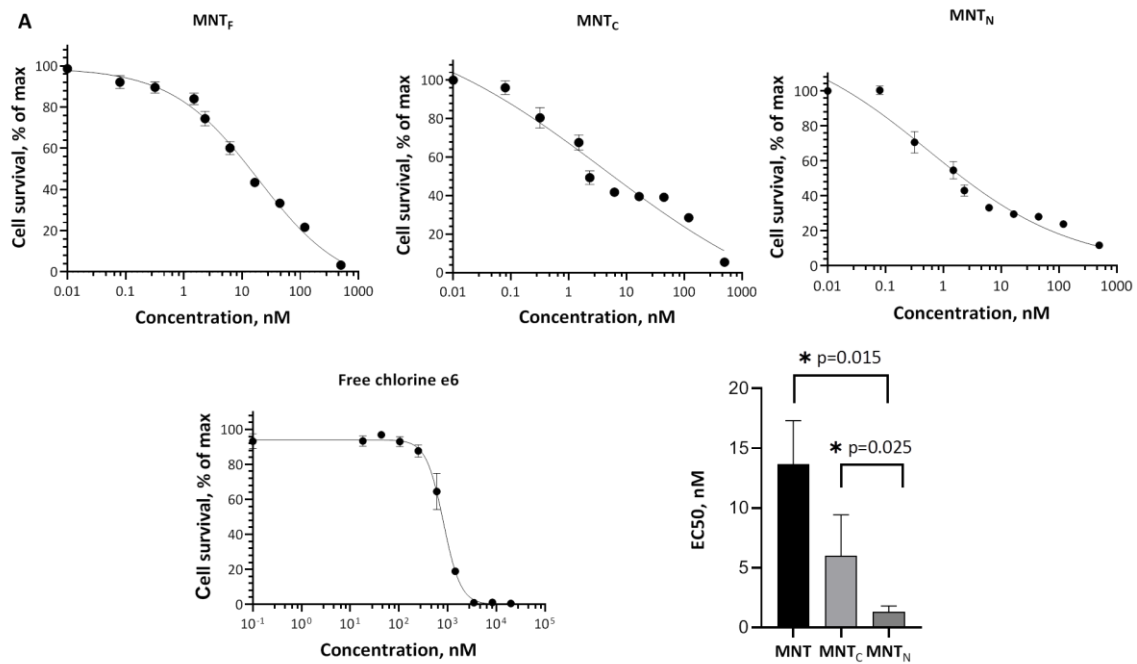 A
MNT_F
Cell survival, % of max
100
80
60
40
20
0
0.01 0.1 1 10 100 1000
Concentration, nM
MNT_C
Cell survival, % of max
100
80
60
40
20
0
0.01 0.1 1 10 100 1000
Concentration, nM
MNT_N
Cell survival, % of max
100
80
60
40
20
0
0.01 0.1 1 10 100 1000
Concentration, nM
Free chlorine e6
Cell survival, % of max
100
80
60
40
20
0
10⁻¹ 10⁰ 10¹ 10² 10³ 10⁴ 10⁵
Concentration, nM
* p=0.015
* p=0.025
EC50, nM
20
15
10
5
0
MNT MNT_C MNT_N